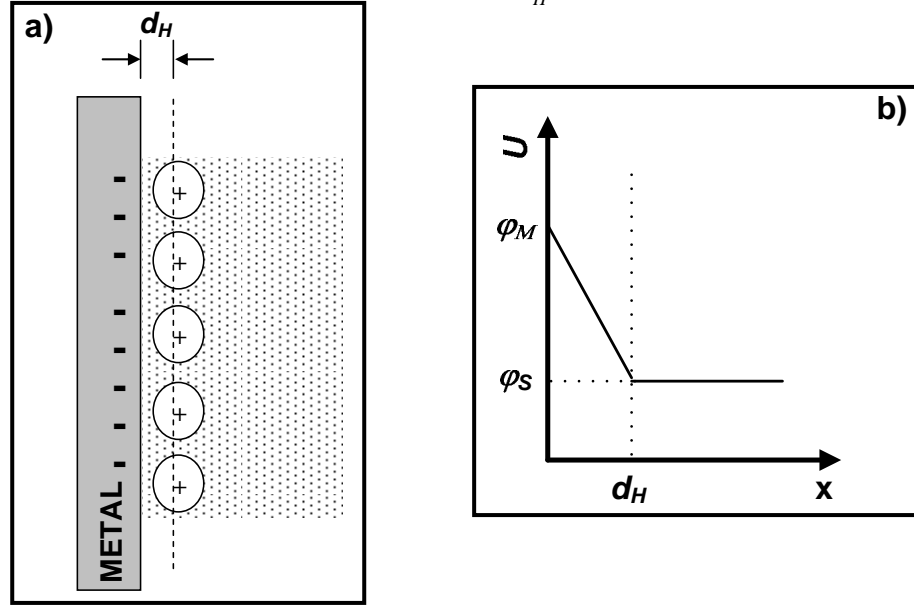 H
a)
d_H
METAL
- - - - - - - -
+
+
+
+
+
b)
U
φ_M
φ_S
d_H
x